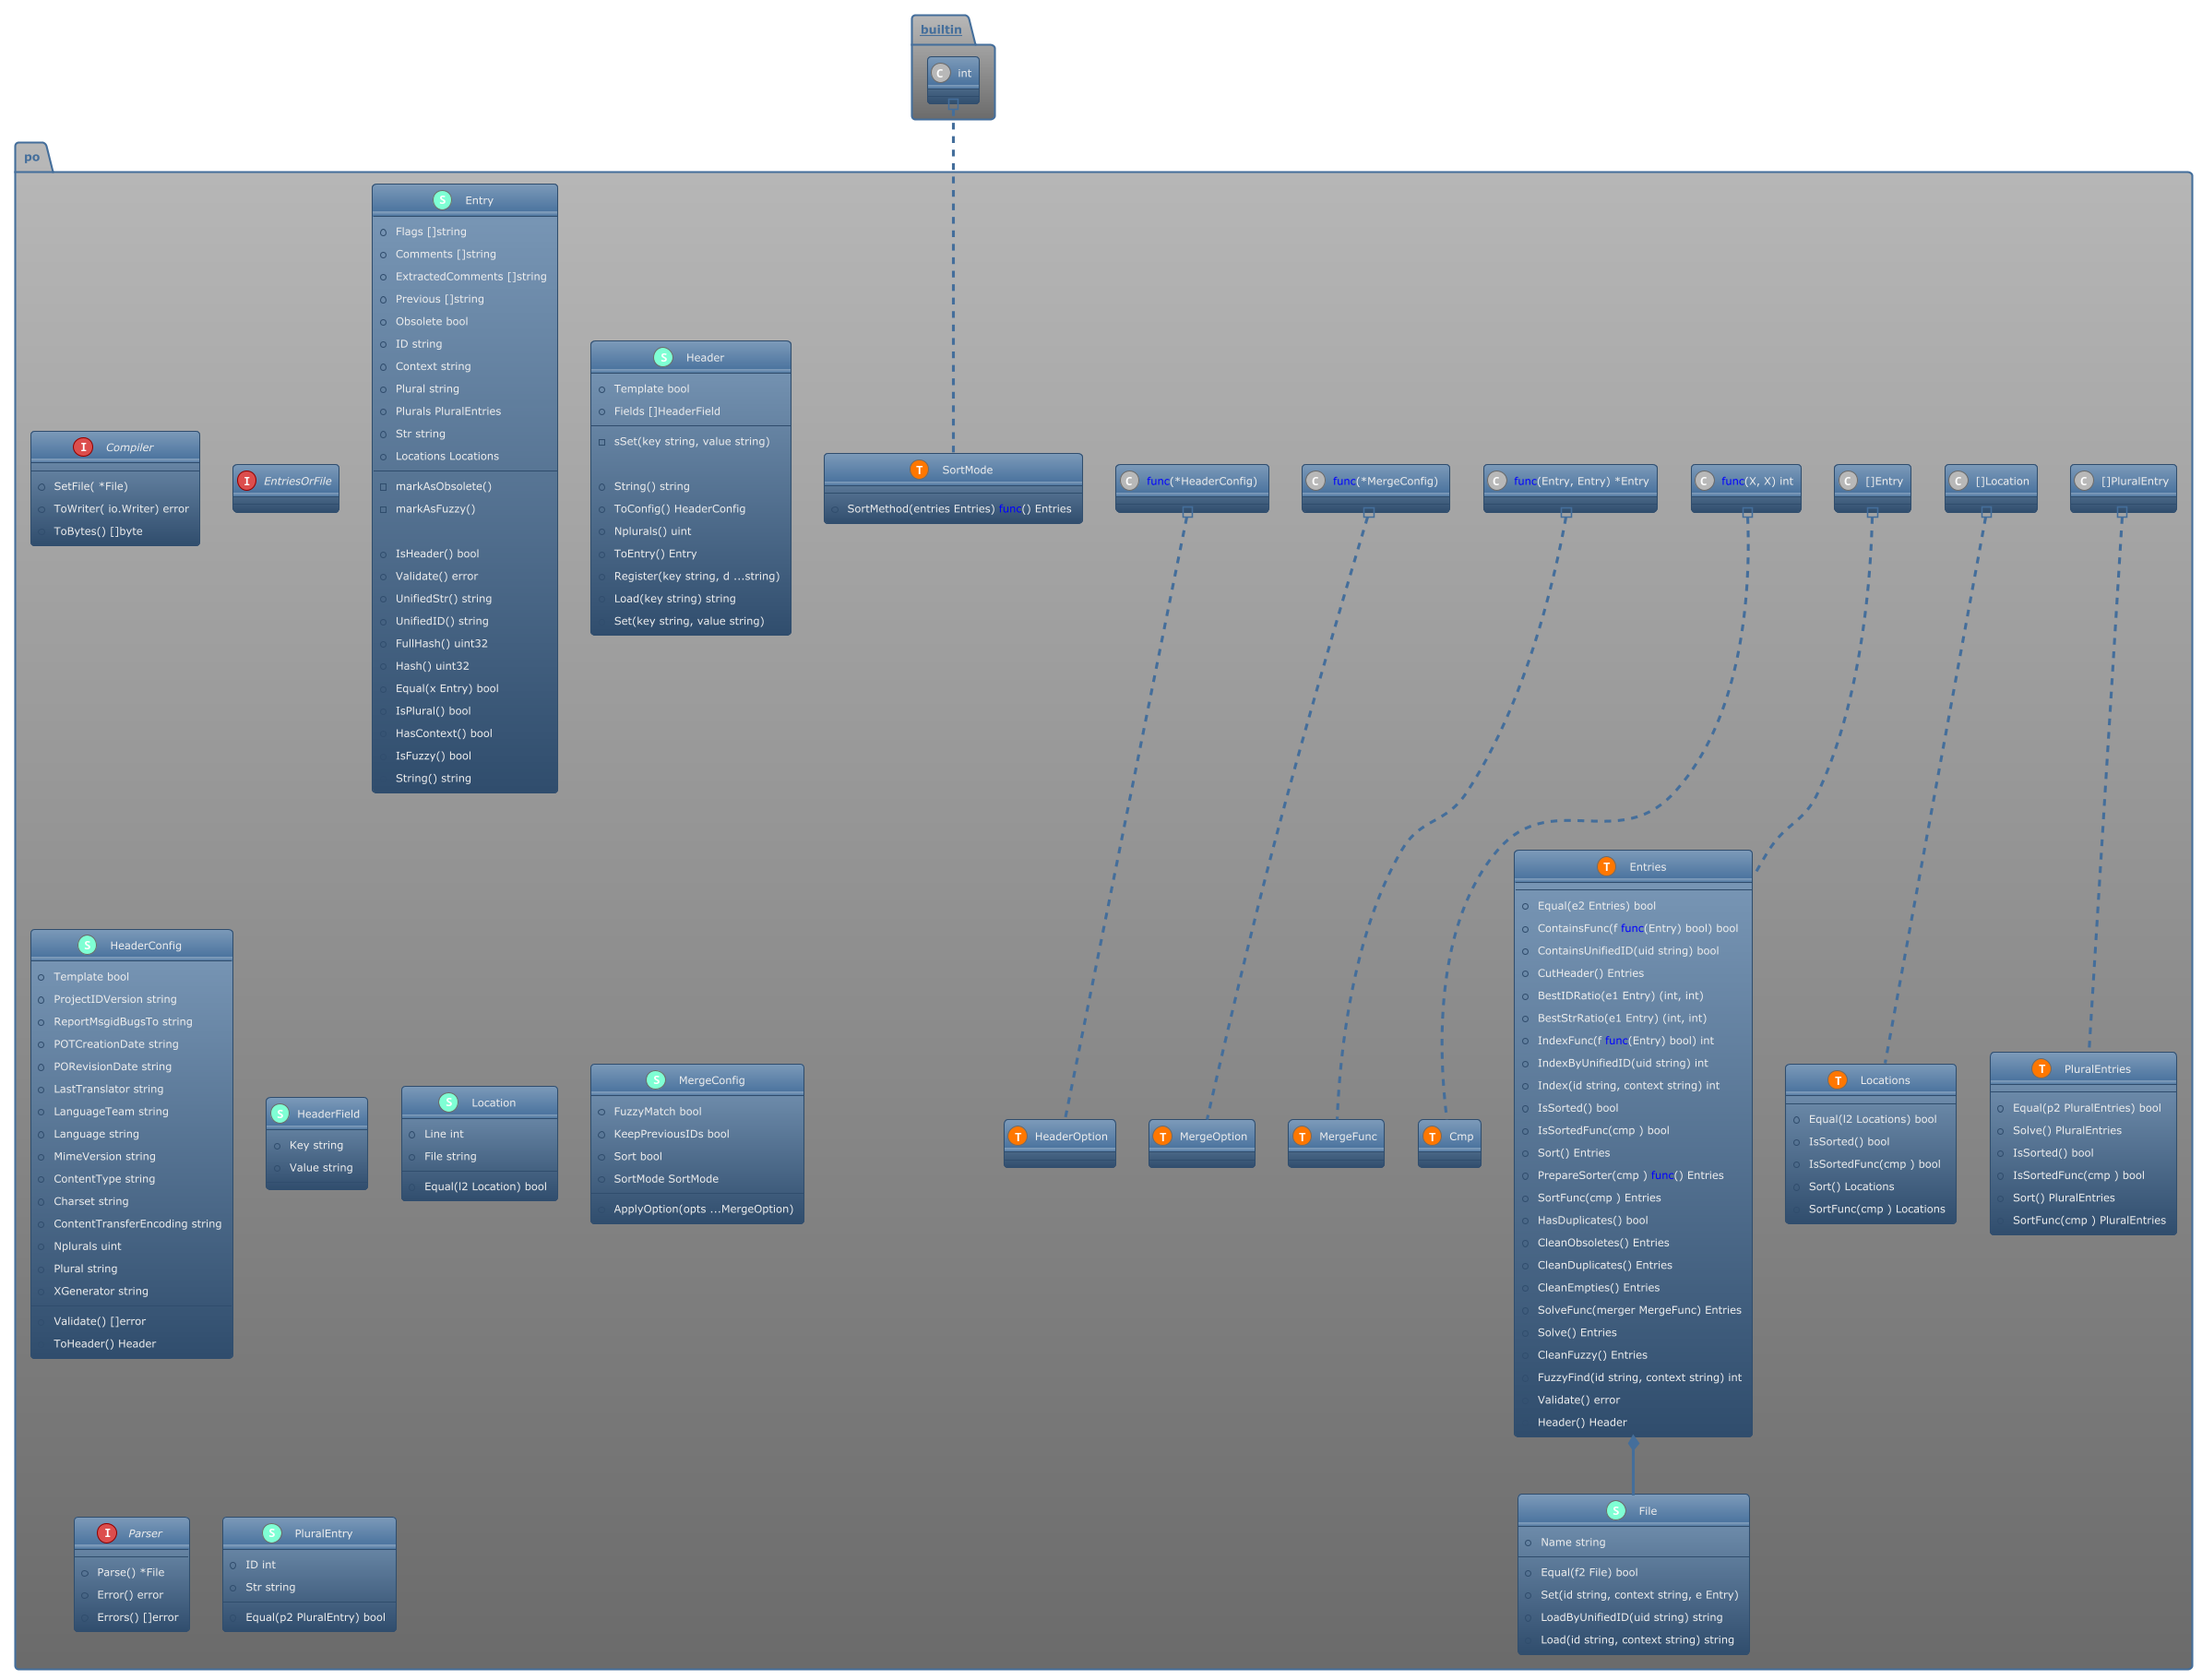 builtin
C int
po
S Entry
Flags []string
Comments []string
ExtractedComments []string
Previous []string
Obsolete bool
ID string
Context string
Plural string
Plurals PluralEntries
Str string
Locations Locations
markAsObsolete()
markAsFuzzy()
IsHeader() bool
Validate() error
UnifiedStr() string
UnifiedID() string
FullHash() uint32
Hash() uint32
Equal(x Entry) bool
IsPlural() bool
HasContext() bool
IsFuzzy() bool
String() string
S Header
Template bool
Fields []HeaderField
sSet(key string, value string)
String() string
ToConfig() HeaderConfig
Nplurals() uint
ToEntry() Entry
Register(key string, d ...string)
Load(key string) string
Set(key string, value string)
I Compiler
SetFile( *File)
ToWriter( io.Writer) error
ToBytes() []byte
I EntriesOrFile
T SortMode
SortMethod(entries Entries) func() Entries
C func(*HeaderConfig)
C func(*MergeConfig)
C func(Entry, Entry) *Entry
C func(X, X) int
C []Entry
C []Location
C []PluralEntry
T Entries
Equal(e2 Entries) bool
ContainsFunc(f func(Entry) bool) bool
ContainsUnifiedID(uid string) bool
CutHeader() Entries
BestIDRatio(e1 Entry) (int, int)
BestStrRatio(e1 Entry) (int, int)
IndexFunc(f func(Entry) bool) int
IndexByUnifiedID(uid string) int
Index(id string, context string) int
IsSorted() bool
IsSortedFunc(cmp ) bool
Sort() Entries
PrepareSorter(cmp ) func() Entries
SortFunc(cmp ) Entries
HasDuplicates() bool
CleanObsoletes() Entries
CleanDuplicates() Entries
CleanEmpties() Entries
SolveFunc(merger MergeFunc) Entries
Solve() Entries
CleanFuzzy() Entries
FuzzyFind(id string, context string) int
Validate() error
Header() Header
S HeaderConfig
Template bool
ProjectIDVersion string
ReportMsgidBugsTo string
POTCreationDate string
PORevisionDate string
LastTranslator string
LanguageTeam string
Language string
MimeVersion string
ContentType string
Charset string
ContentTransferEncoding string
Nplurals uint
Plural string
XGenerator string
Validate() []error
ToHeader() Header
S HeaderField
Key string
Value string
S Location
Line int
File string
Equal(l2 Location) bool
S MergeConfig
FuzzyMatch bool
KeepPreviousIDs bool
Sort bool
SortMode SortMode
ApplyOption(opts ...MergeOption)
T HeaderOption
T MergeOption
T MergeFunc
T Cmp
T Locations
Equal(l2 Locations) bool
IsSorted() bool
IsSortedFunc(cmp ) bool
Sort() Locations
SortFunc(cmp ) Locations
T PluralEntries
Equal(p2 PluralEntries) bool
Solve() PluralEntries
IsSorted() bool
IsSortedFunc(cmp ) bool
Sort() PluralEntries
SortFunc(cmp ) PluralEntries
I Parser
Parse() *File
Error() error
Errors() []error
S PluralEntry
ID int
Str string
Equal(p2 PluralEntry) bool
S File
Name string
Equal(f2 File) bool
Set(id string, context string, e Entry)
LoadByUnifiedID(uid string) string
Load(id string, context string) string